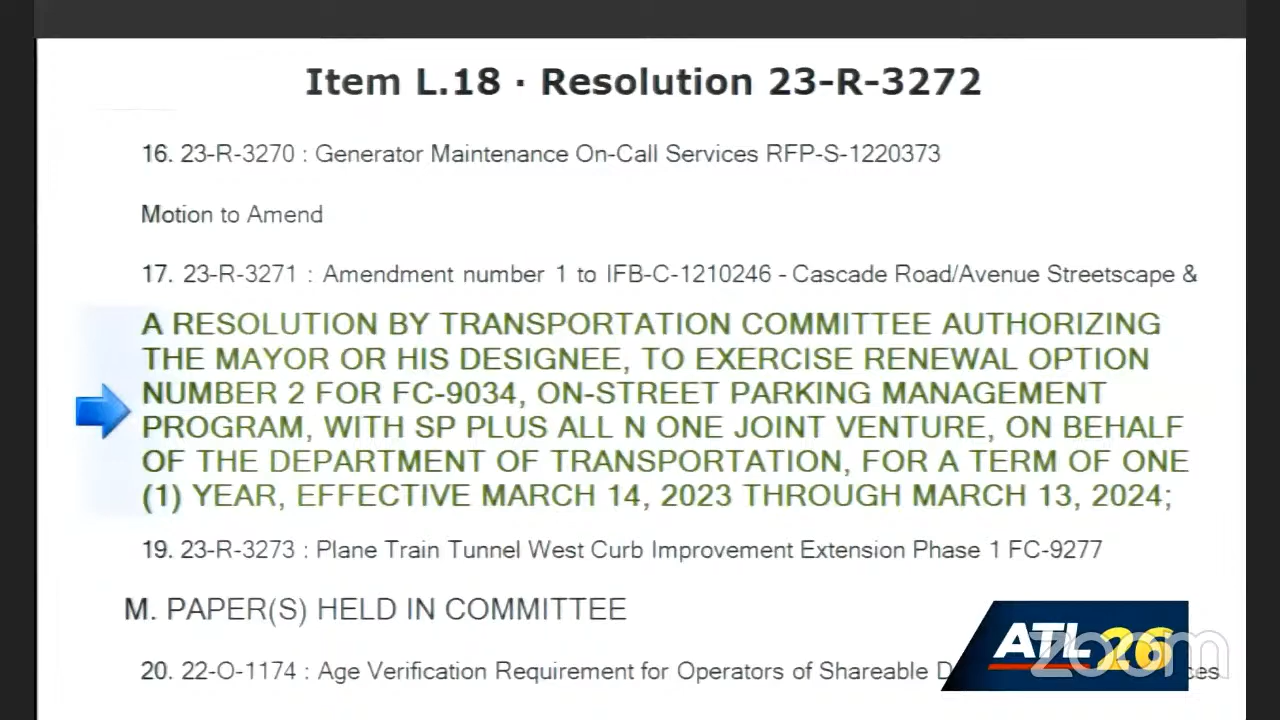 Item L.18 · Resolution 23-R-3272
16. 23-R-3270 : Generator Maintenance On-Call Services RFP-S-1220373
Motion to Amend
17. 23-R-3271 : Amendment number 1 to IFB-C-1210246 - Cascade Road/Avenue Streetscape &
A RESOLUTION BY TRANSPORTATION COMMITTEE AUTHORIZING
THE MAYOR OR HIS DESIGNEE, TO EXERCISE RENEWAL OPTION
NUMBER 2 FOR FC-9034, ON-STREET PARKING MANAGEMENT
PROGRAM, WITH SP PLUS ALL N ONE JOINT VENTURE, ON BEHALF
OF THE DEPARTMENT OF TRANSPORTATION, FOR A TERM OF ONE
(1) YEAR, EFFECTIVE MARCH 14, 2023 THROUGH MARCH 13, 2024;
19. 23-R-3273 : Plane Train Tunnel West Curb Improvement Extension Phase 1 FC-9277
M. PAPER(S) HELD IN COMMITTEE
20. 22-O-1174 : Age Verification Requirement for Operators of Shareable
ATL 26
zoom